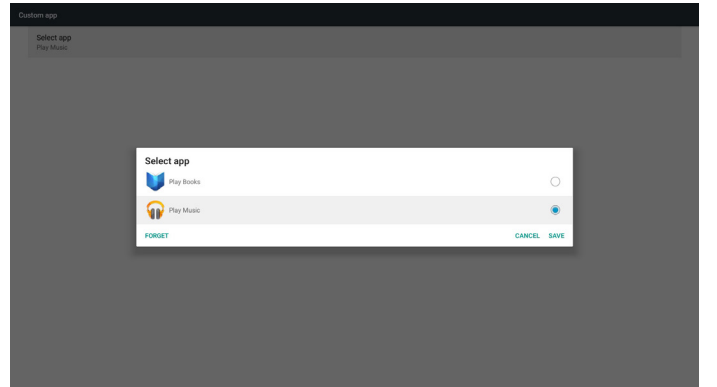 Custom app
Select app
Play Music
Select app
Play Books
Play Music
FORGET CANCEL SAVE